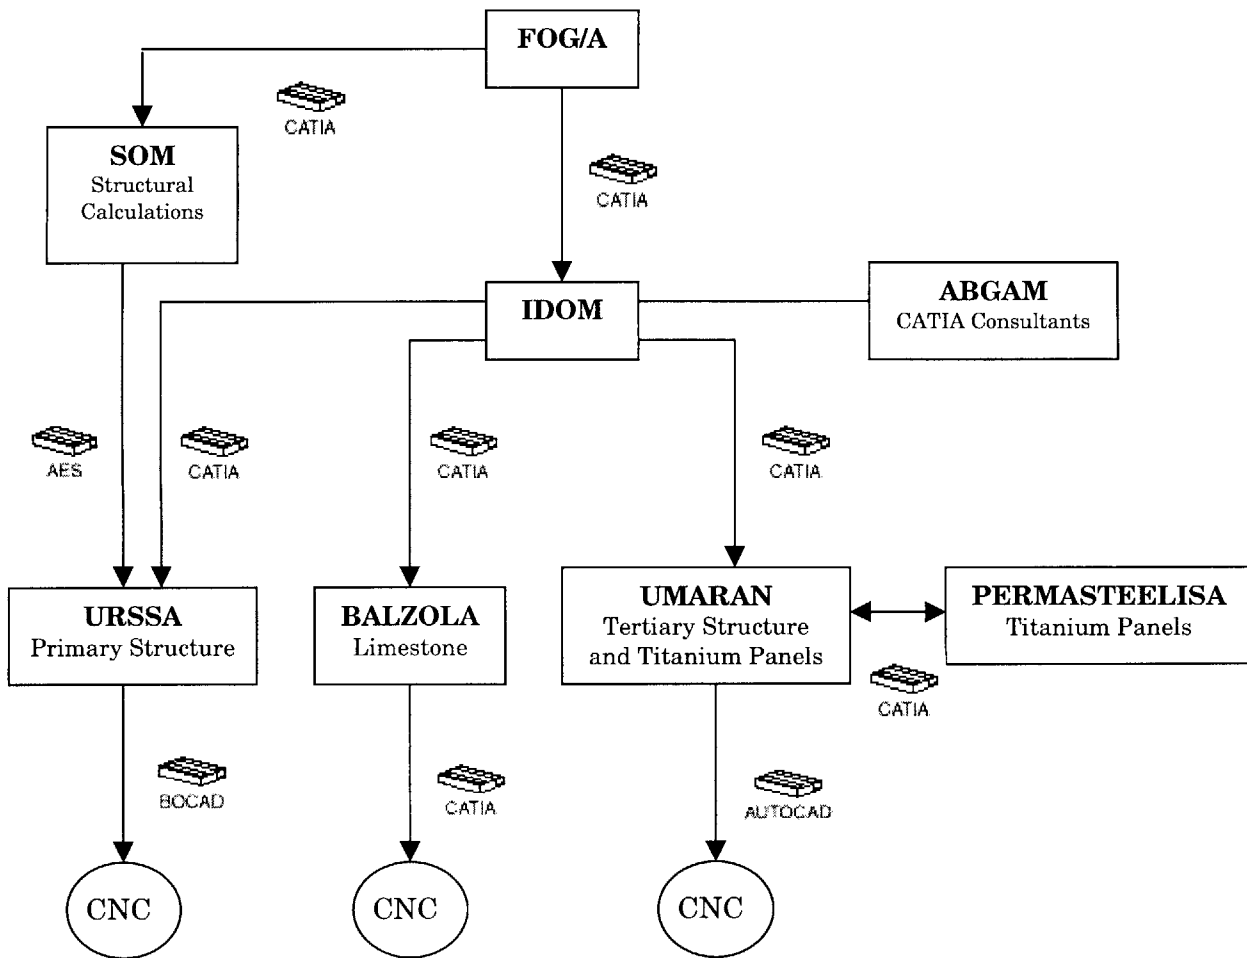 FOG/A
CATIA
SOM
Structural
Calculations
CATIA
IDOM
ABGAM
CATIA Consultants
AES
CATIA
CATIA
CATIA
URSSA
Primary Structure
BALZOLA
Limestone
UMARAN
Tertiary Structure
and Titanium Panels
PERMASTEELISA
Titanium Panels
CATIA
BOCAD
CATIA
AUTOCAD
CNC
CNC
CNC